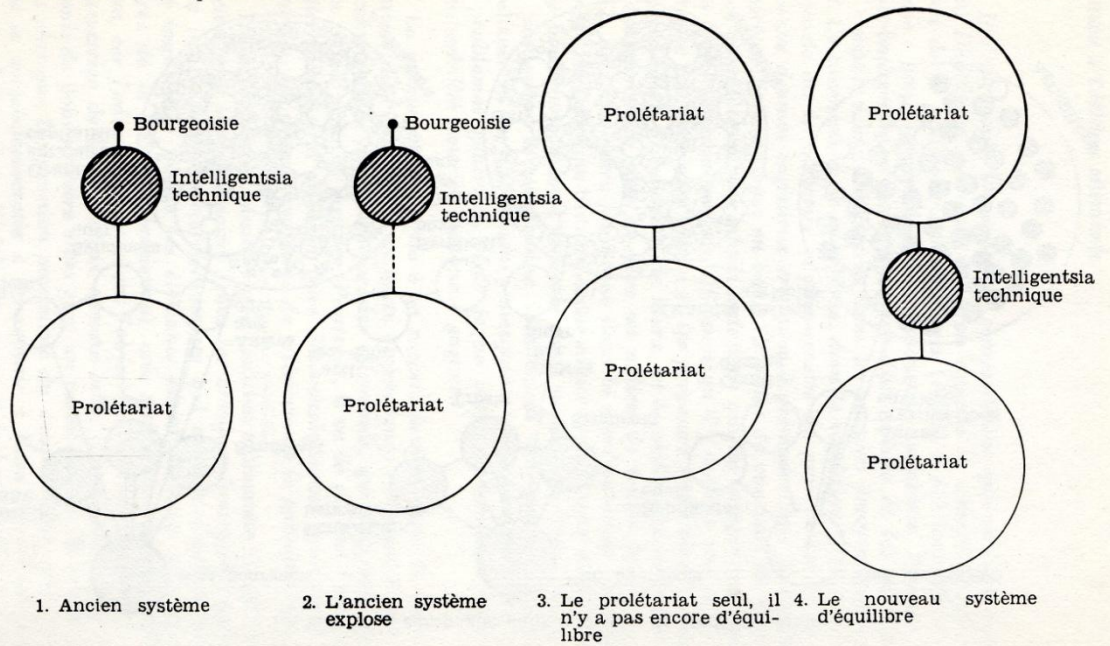 Bourgeoisie
Intelligentsia
technique
Prolétariat
1. Ancien système
Bourgeoisie
Intelligentsia
technique
Prolétariat
2. L'ancien système
explose
Prolétariat
Prolétariat
3. Le prolétariat seul, il
n'y a pas encore d'équi-
libre
Prolétariat
Intelligentsia
technique
Prolétariat
4. Le nouveau système
d'équilibre